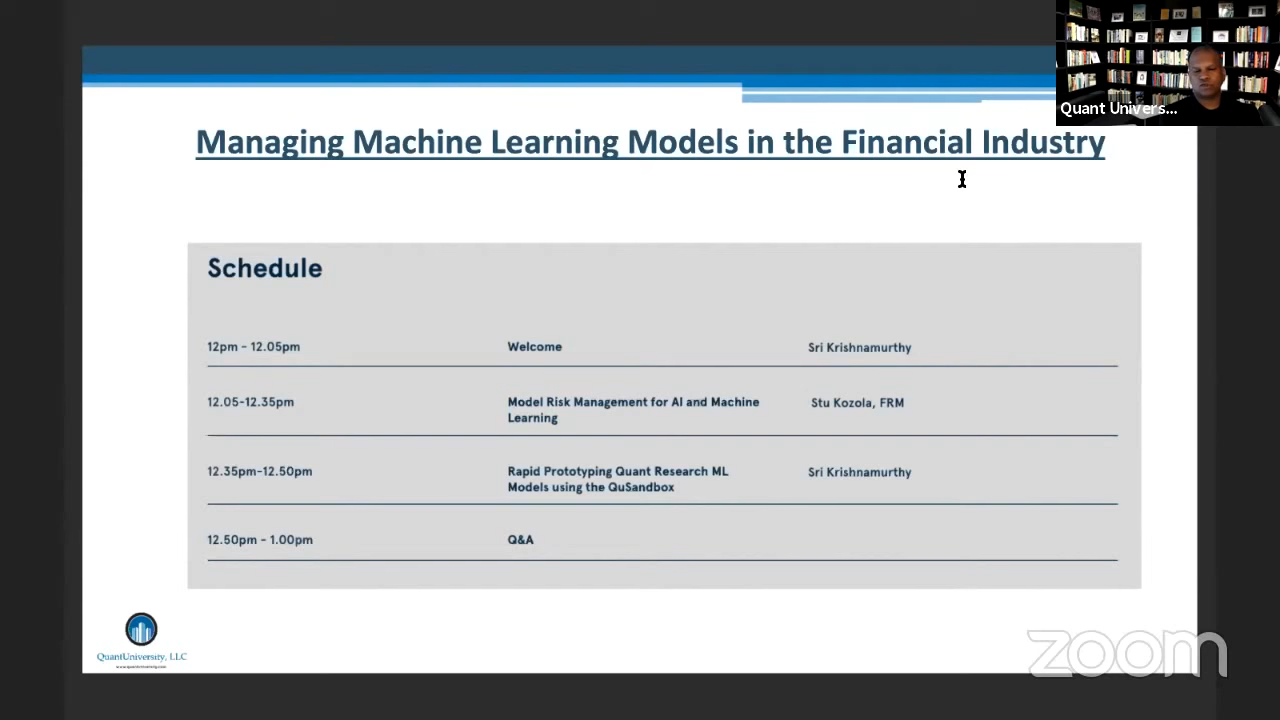 Quant Univers...
Managing Machine Learning Models in the Financial Industry
Schedule
12pm - 12.05pm Welcome Sri Krishnamurthy
12.05-12.35pm Model Risk Management for AI and Machine Stu Kozola, FRM
Learning
12.35pm-12.50pm Rapid Prototyping Quant Research ML Sri Krishnamurthy
Models using the QuSandbox
12.50pm - 1.00pm Q&A
QuantUniversity, LLC
zoom